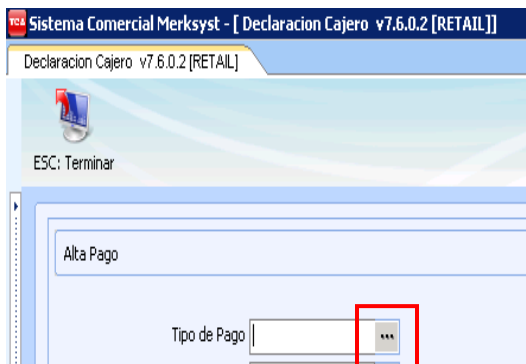 TCA Sistema Comercial Merksyst - [ Declaracion Cajero v7.6.0.2 [RETAIL]]
Declaracion Cajero v7.6.0.2 [RETAIL]
ESC: Terminar
Alta Pago
Tipo de Pago ...